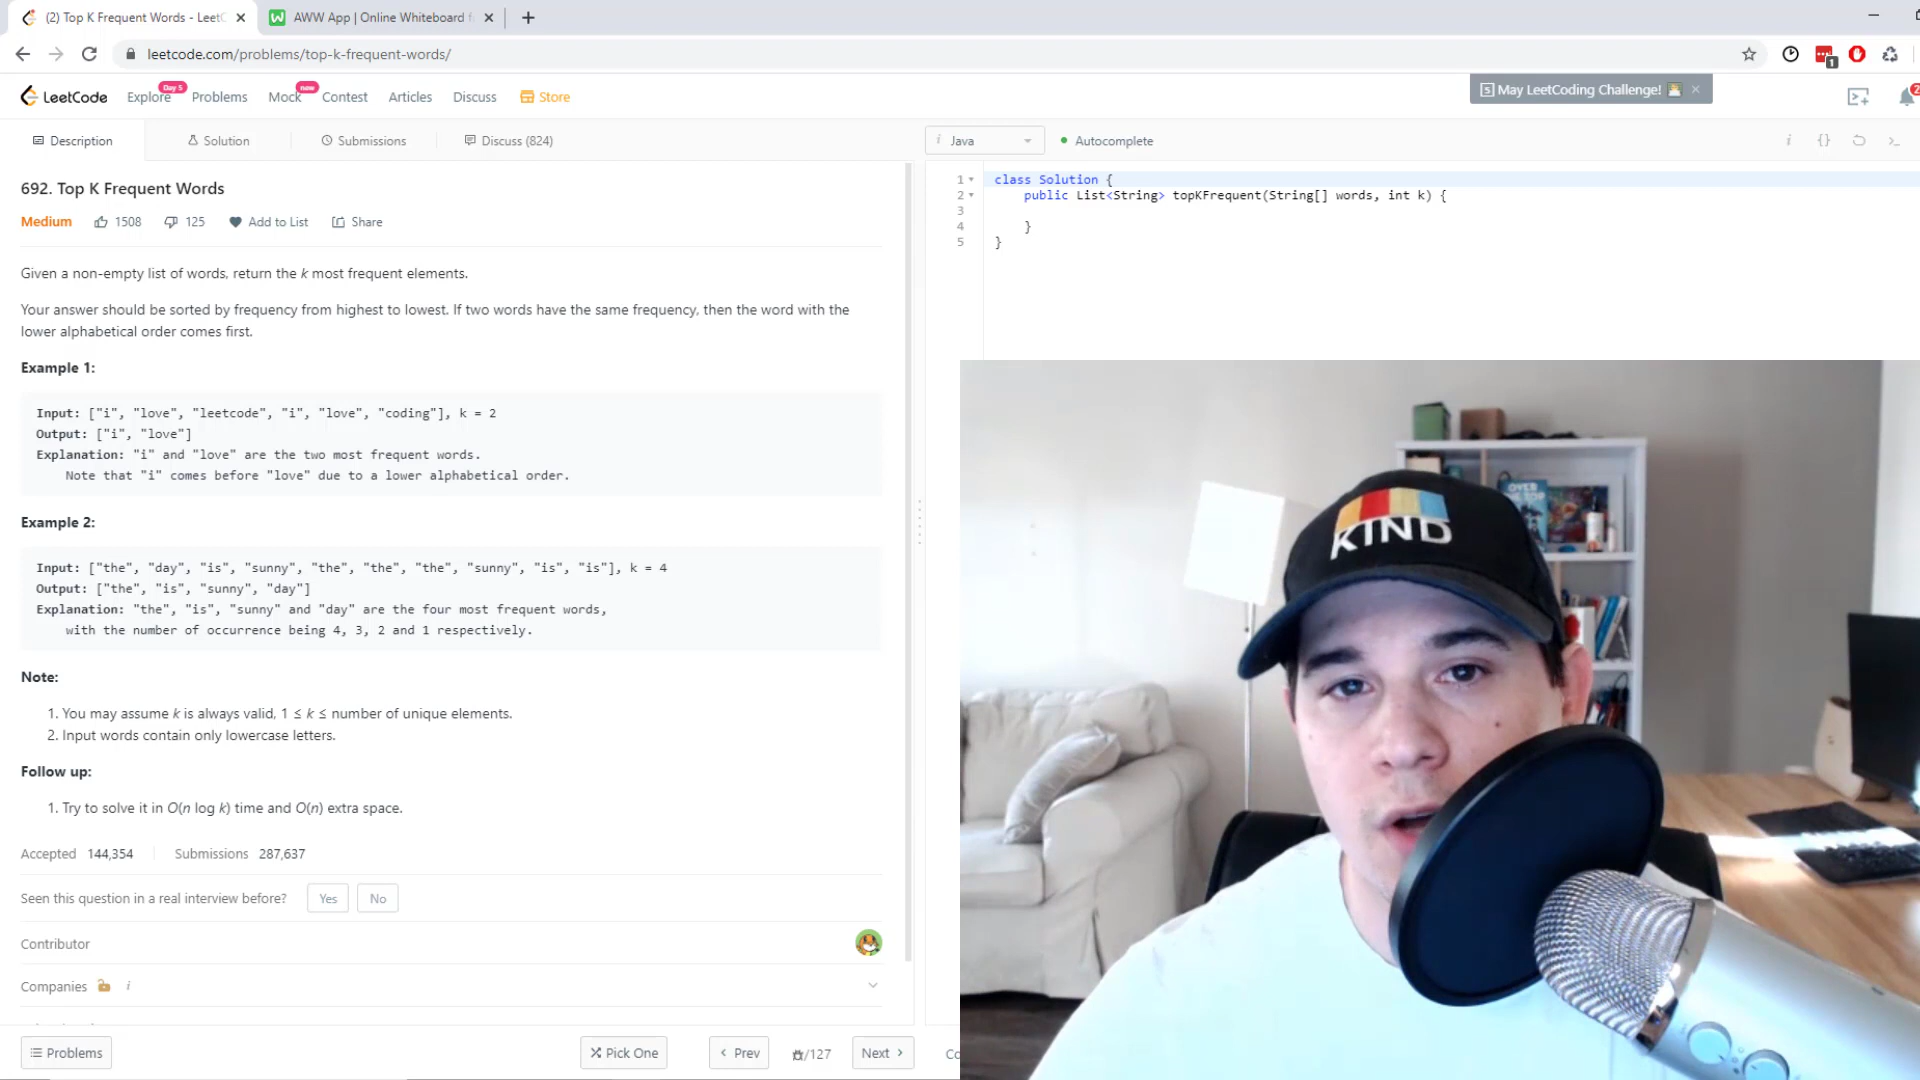 (2) Top K Frequent Words - LeetC
AWW App | Online Whiteboard f
leetcode.com/problems/top-k-frequent-words/
1
LeetCode
Explore
Day 5
Problems
Mock
new
Contest
Articles
Discuss
Store
May LeetCoding Challenge!
2
Description
Solution
Submissions
Discuss (824)
i Java
Autocomplete
692. Top K Frequent Words
Medium 1508 125 Add to List Share
Given a non-empty list of words, return the k most frequent elements.
Your answer should be sorted by frequency from highest to lowest. If two words have the same frequency, then the word with the
lower alphabetical order comes first.
Example 1:
Input: ["i", "love", "leetcode", "i", "love", "coding"], k = 2
Output: ["i", "love"]
Explanation: "i" and "love" are the two most frequent words.
Note that "i" comes before "love" due to a lower alphabetical order.
Example 2:
Input: ["the", "day", "is", "sunny", "the", "the", "the", "sunny", "is", "is"], k = 4
Output: ["the", "is", "sunny", "day"]
Explanation: "the", "is", "sunny" and "day" are the four most frequent words,
with the number of occurrence being 4, 3, 2 and 1 respectively.
Note:
1. You may assume k is always valid, 1 ≤ k ≤ number of unique elements.
2. Input words contain only lowercase letters.
Follow up:
1. Try to solve it in O(n log k) time and O(n) extra space.
Accepted 144,354 Submissions 287,637
Seen this question in a real interview before? Yes No
Contributor
Companies i
Problems
Pick One
Prev
/127
Next
Co
1 class Solution {
2 public List<String> topKFrequent(String[] words, int k) {
3
4 }
5 }
OVER
THE TOP
KIND